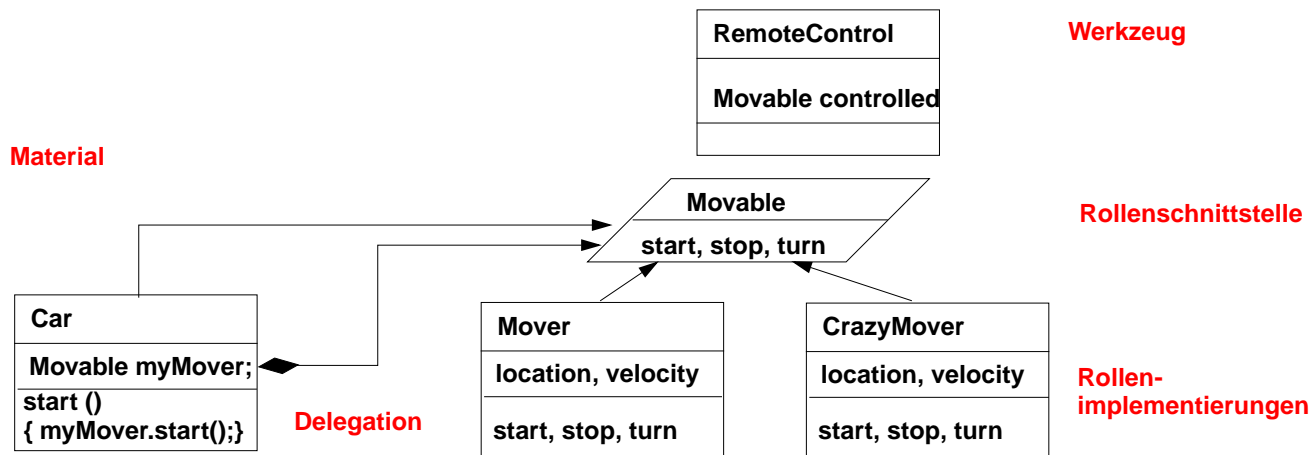 RemoteControl
Werkzeug
Movable controlled
Material
Movable
Rollenschnittstelle
start, stop, turn
Car
Movable myMover;
start ()
{ myMover.start();}
Delegation
Mover
location, velocity
start, stop, turn
CrazyMover
location, velocity
start, stop, turn
Rollen-
implementierungen